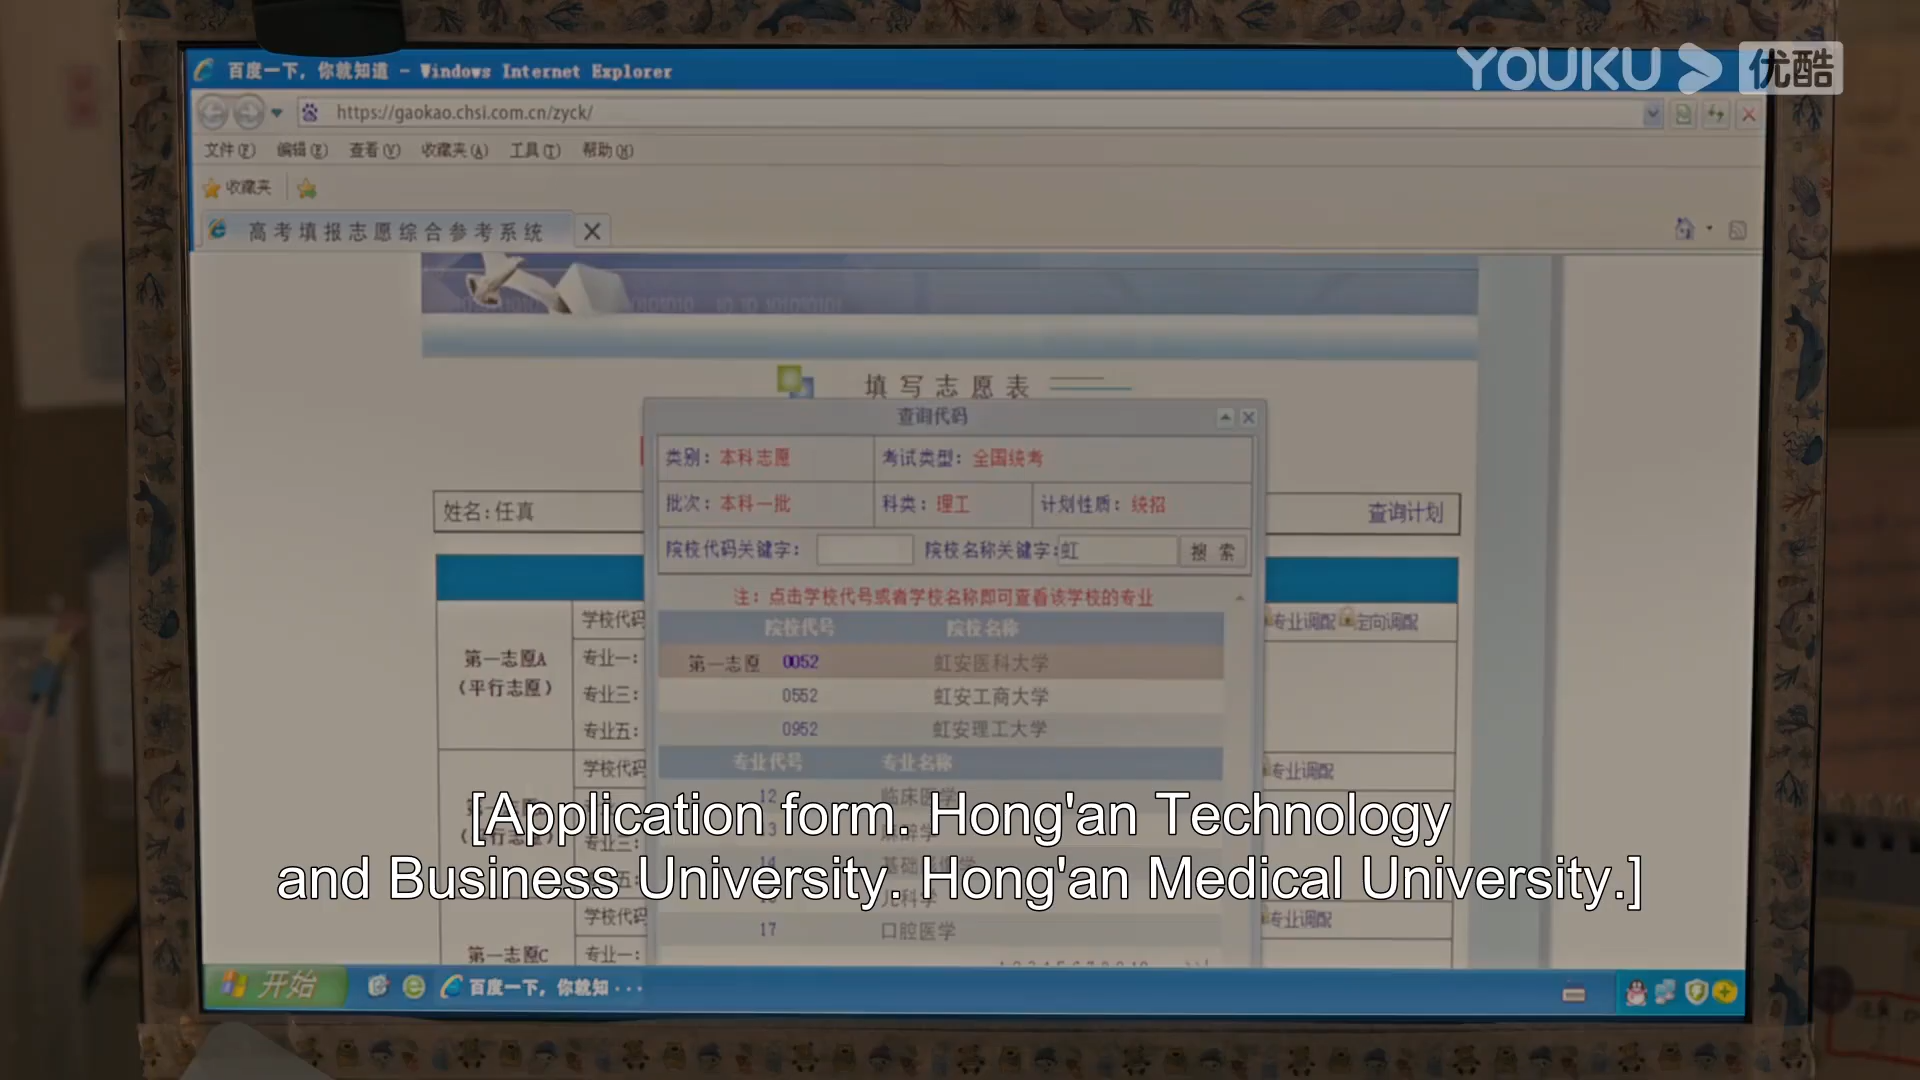 YOUKU 优酷
百度一下，你就知道 - Windows Internet Explorer
https://gaokao.chsi.com.cn/zyck/
文件(F) 编辑(E) 查看(V) 收藏夹(A) 工具(T) 帮助(H)
收藏夹
高考填报志愿综合参考系统
填写志愿表
查询代码
类别：本科志愿 考试类型：全国统考
批次：本科一批 科类：理工 计划性质：统招
姓名：任真 查询计划
院校代码关键字： 院校名称关键字：虹 搜索
注：点击学校代号或者学校名称即可查看该学校的专业
院校代号 院校名称
学校代码 专业调配 定向调配
第一志愿A
（平行志愿）
专业一：
第一志愿 0052 虹安医科大学
专业三： 0552 虹安工商大学
专业五： 0952 虹安理工大学
专业代号 专业名称
学校代码 专业调配
12 临床医学
[Application form. Hong'an Technology
and Business University. Hong'an Medical University.]
专业三：
14
儿科学
学校代码 专业调配
17 口腔医学
第一志愿C
专业一：
开始 百度一下，你就知...